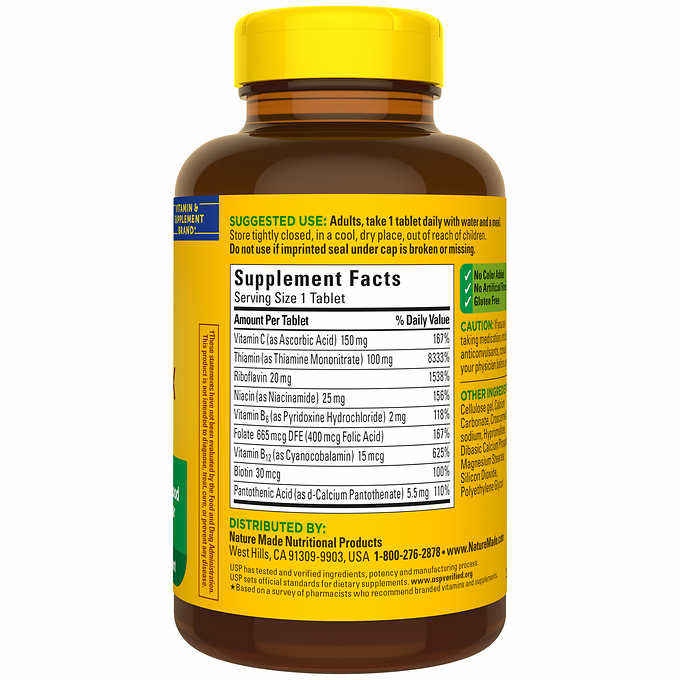 VITAMIN &
SUPPLEMENT
BRAND*
SUGGESTED USE: Adults, take 1 tablet daily with water and a meal.
Store tightly closed, in a cool, dry place, out of reach of children.
Do not use if imprinted seal under cap is broken or missing.
Supplement Facts
Serving Size 1 Tablet
Amount Per Tablet % Daily Value
Vitamin C (as Ascorbic Acid) 150 mg 167%
Thiamin (as Thiamine Mononitrate) 100 mg 8333%
Riboflavin 20 mg 1538%
Niacin (as Niacinamide) 25 mg 156%
Vitamin B6 (as Pyridoxine Hydrochloride) 2 mg 118%
Folate 665 mcg DFE (400 mcg Folic Acid) 167%
Vitamin B12 (as Cyanocobalamin) 15 mcg 625%
Biotin 30 mcg 100%
Pantothenic Acid (as d-Calcium Pantothenate) 5.5 mg 110%
DISTRIBUTED BY:
Nature Made Nutritional Products
West Hills, CA 91309-9903, USA 1-800-276-2878 • www.NatureMade.com
USP has tested and verified ingredients, potency and manufacturing process.
USP sets official standards for dietary supplements. www.uspverified.org
*Based on a survey of pharmacists who recommend branded vitamins and supplements.
†These statements have not been evaluated by the Food and Drug Administration.
This product is not intended to diagnose, treat, cure, or prevent any disease.
No Color Added
No Artificial
Gluten Free
CAUTION: If you
taking medication,
anticonvulsants,
your physician before
OTHER
Cellulose gel, Calcium
Carbonate,
sodium,
Dibasic Calcium
Magnesium Stearate,
Silicon Dioxide,
Polyethylene Glycol